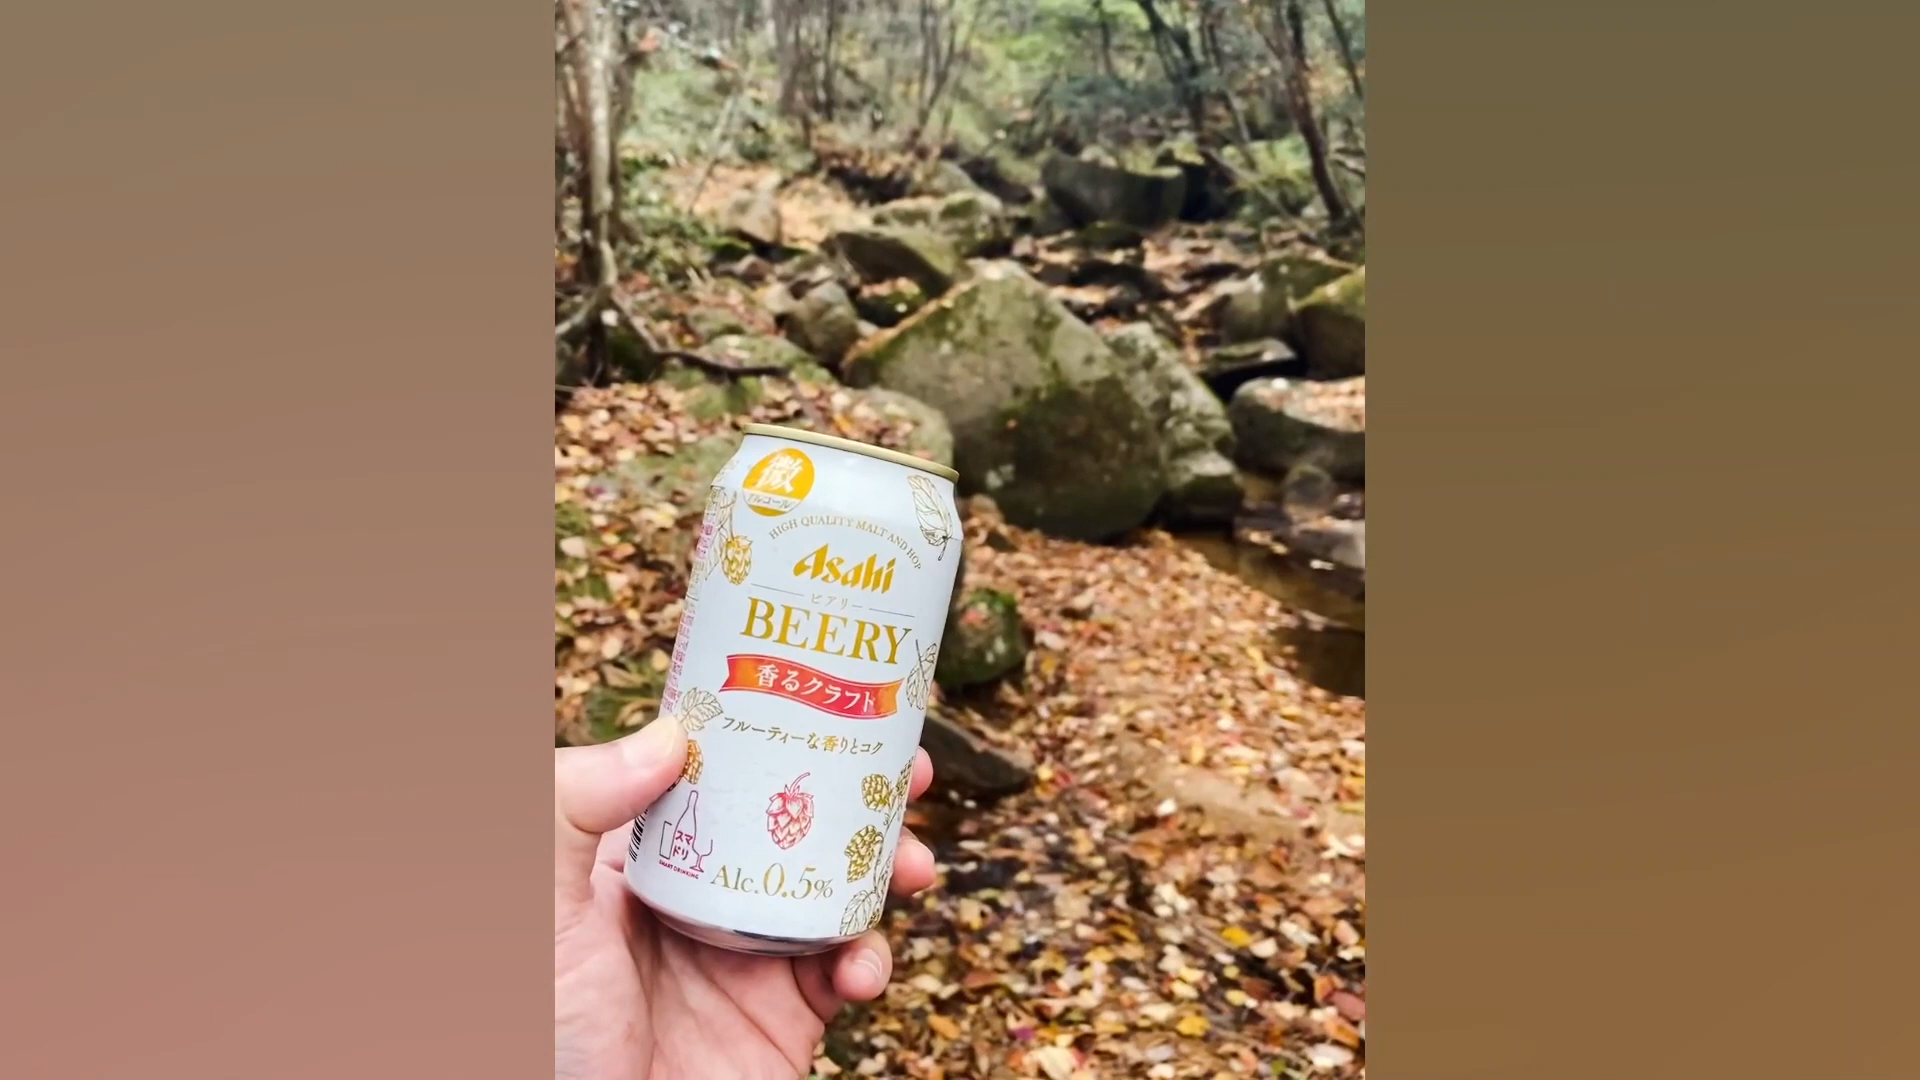 微
アルコール
HIGH QUALITY MALT AND HOP
Asahi
ビアリー
BEERY
香るクラフト
フルーティーな香りとコク
スマ
ドリ
SMART DRINKING
Alc.0.5%